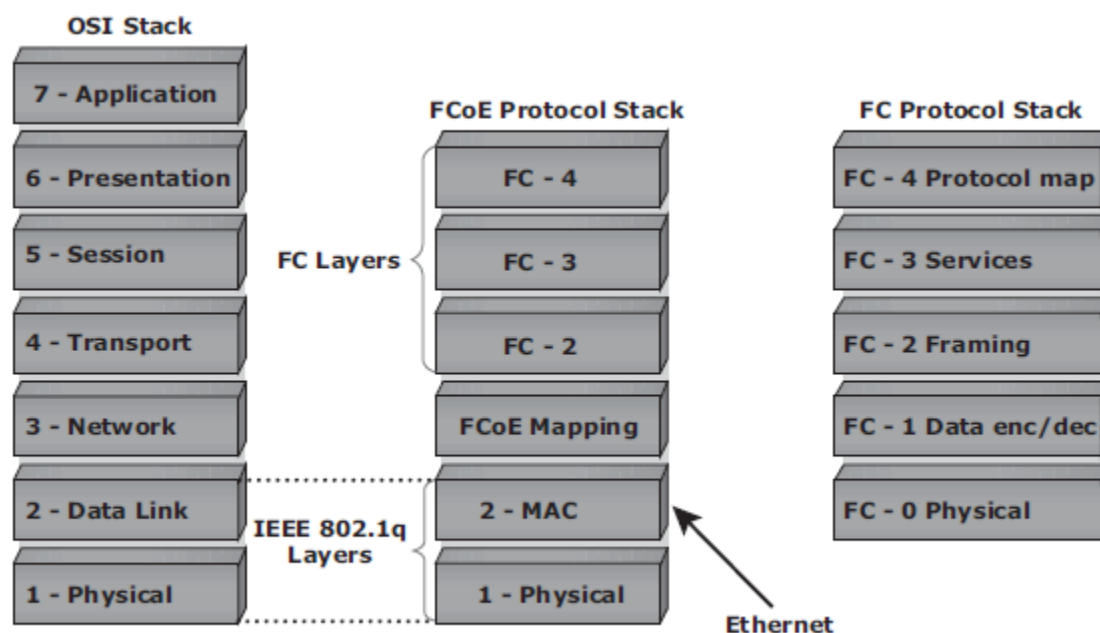 OSI Stack
7 - Application
6 - Presentation
5 - Session
4 - Transport
3 - Network
2 - Data Link
1 - Physical
FC Layers
IEEE 802.1q
Layers
FCoE Protocol Stack
FC - 4
FC - 3
FC - 2
FCoE Mapping
2 - MAC
1 - Physical
Ethernet
FC Protocol Stack
FC - 4 Protocol map
FC - 3 Services
FC - 2 Framing
FC - 1 Data enc/dec
FC - 0 Physical